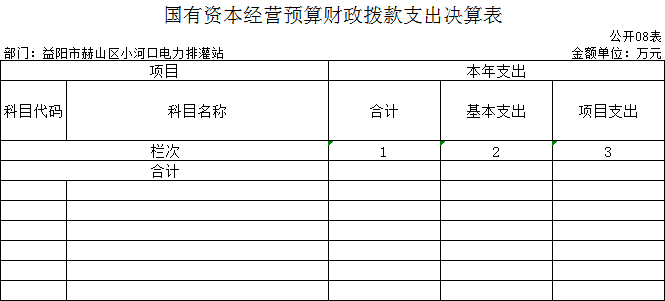 国有资本经营预算财政拨款支出决算表
公开08表
部门：益阳市赫山区小河口电力排灌站 金额单位：万元
项目 本年支出
科目代码 科目名称 合计 基本支出 项目支出
栏次 1 2 3
合计